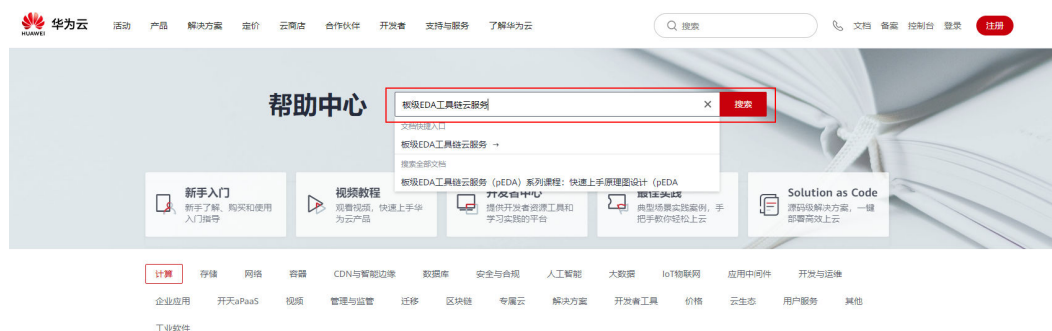 HUAWEI 华为云 活动 产品 解决方案 定价 云商店 合作伙伴 开发者 支持与服务 了解华为云 搜索 文档 备案 控制台 登录 注册
帮助中心 板级EDA工具链云服务 搜索
文档快捷入口
板级EDA工具链云服务 →
搜索全部文档
板级EDA工具链云服务（pEDA）系列课程：快速上手原理图设计（pEDA
新手入门 视频教程 开发者中心 最佳实践 Solution as Code
新手了解、购买和使用 观看视频，快速上手华 提供开发者资源工具和 典型场景实践案例，手 源码级解决方案，一键
入门指导 为云产品 学习实践的平台 把手教你轻松上云 部署高效上云
计算 存储 网络 容器 CDN与智能边缘 数据库 安全与合规 人工智能 大数据 IoT物联网 应用中间件 开发与运维
企业应用 开天aPaaS 视频 管理与监管 迁移 区块链 专属云 解决方案 开发者工具 价格 云生态 用户服务 其他
工业软件